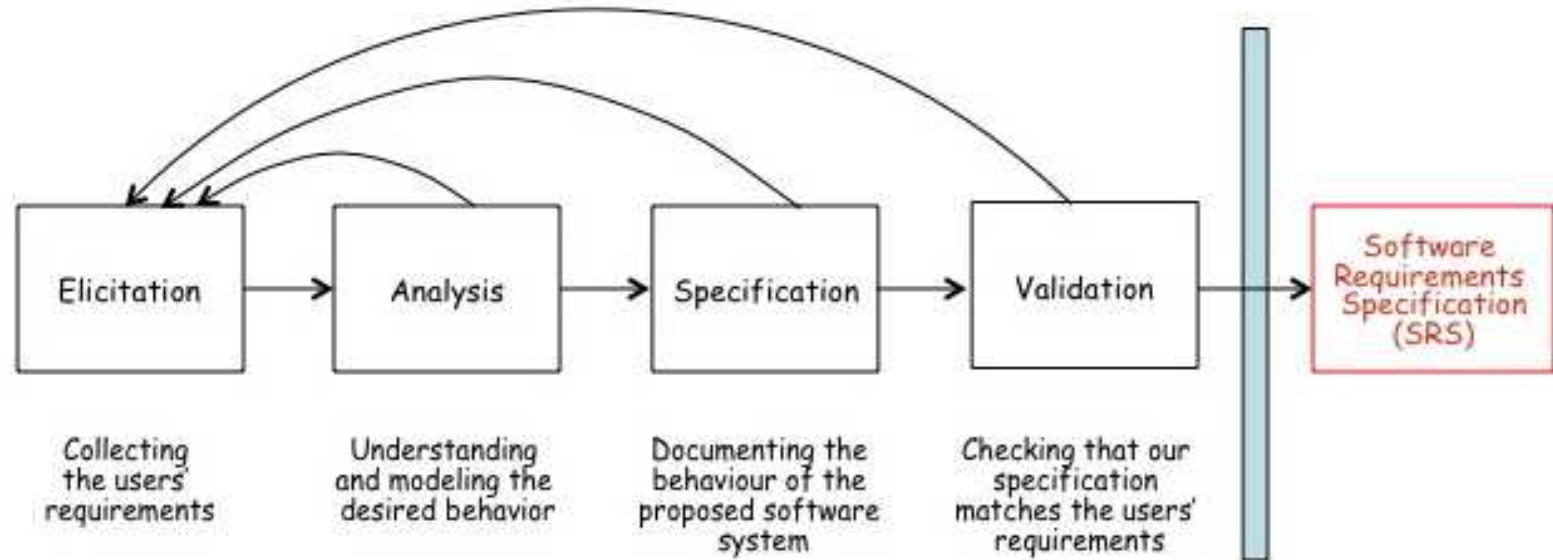 Elicitation
Analysis
Specification
Validation
Software
Requirements
Specification
(SRS)
Collecting
the users'
requirements
Understanding
and modeling the
desired behavior
Documenting the
behaviour of the
proposed software
system
Checking that our
specification
matches the users'
requirements